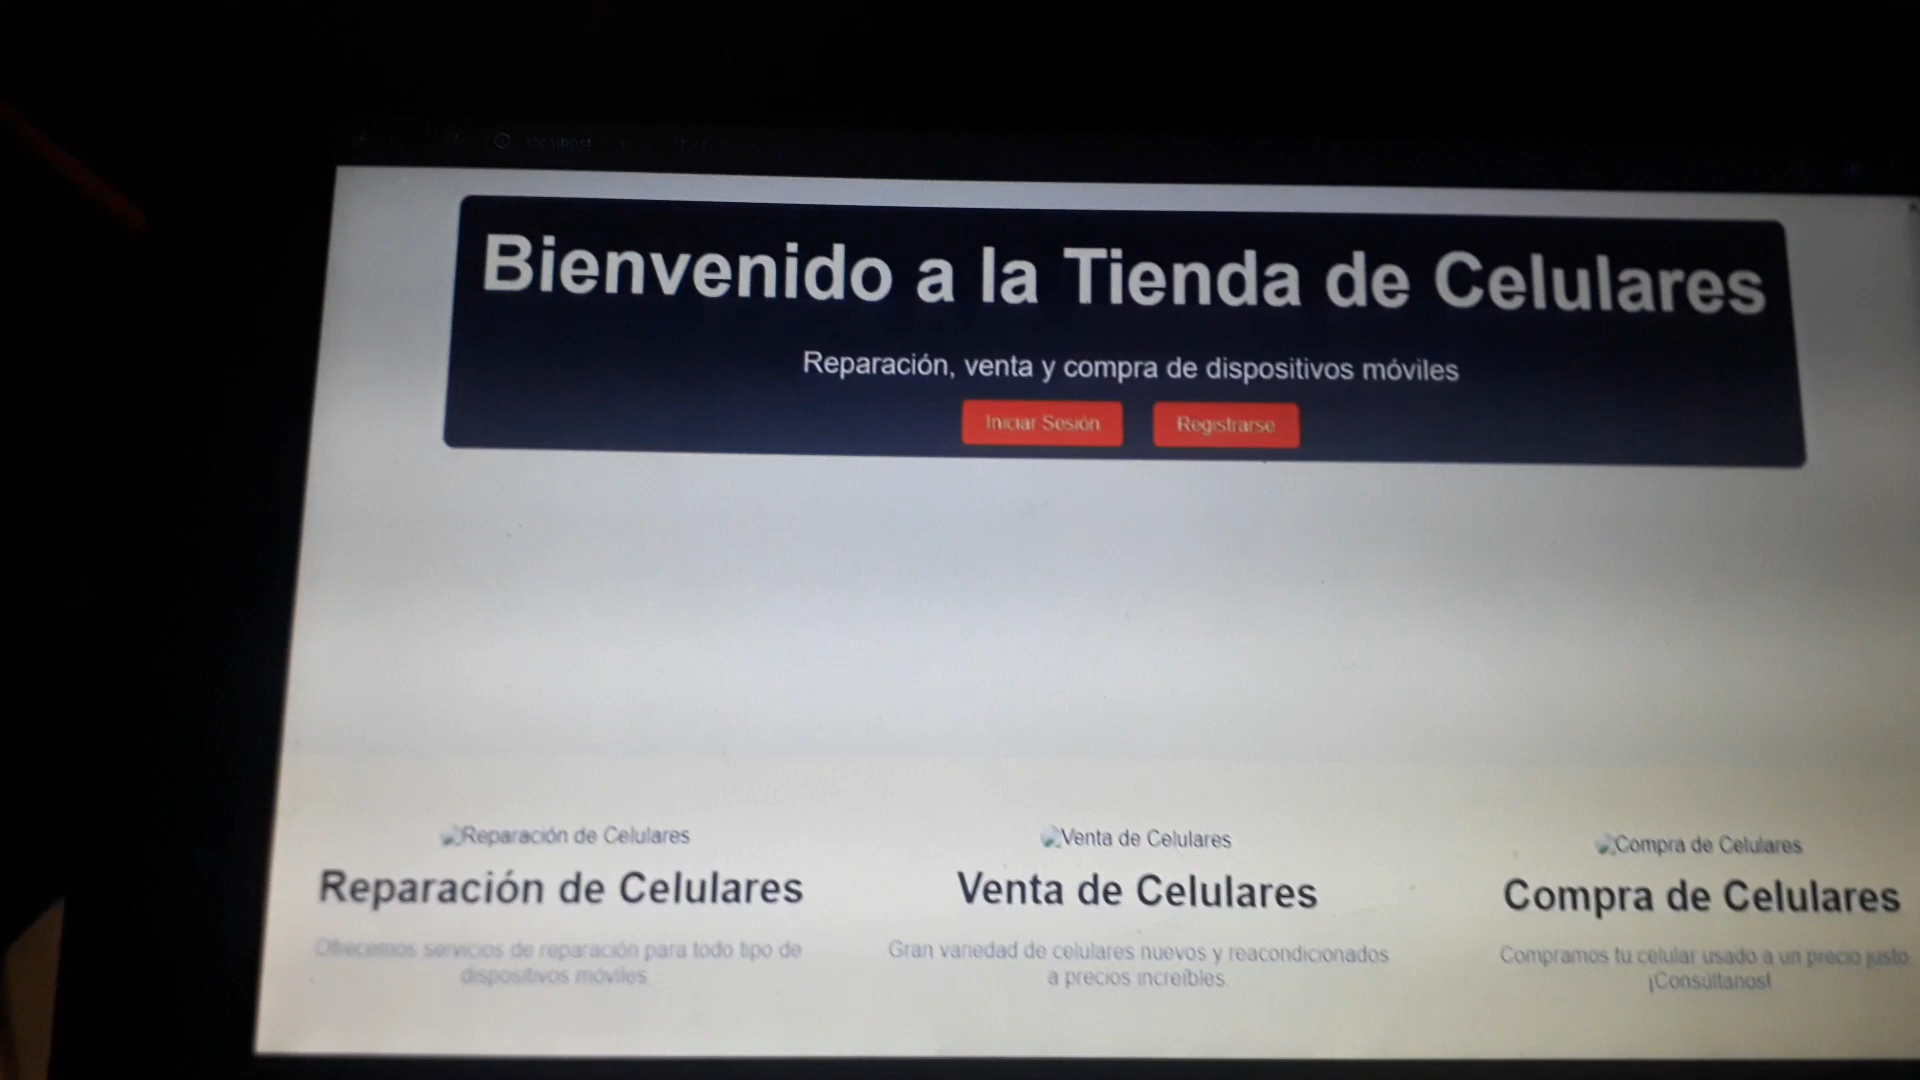 localhost
Bienvenido a la Tienda de Celulares
Reparación, venta y compra de dispositivos móviles
Iniciar Sesión
Registrarse
Reparación de Celulares
Venta de Celulares
Compra de Celulares
Reparación de Celulares
Venta de Celulares
Compra de Celulares
Ofrecemos servicios de reparación para todo tipo de
dispositivos móviles
Gran variedad de celulares nuevos y reacondicionados
a precios increíbles.
Compramos tu celular usado a un precio justo.
¡Consúltanos!